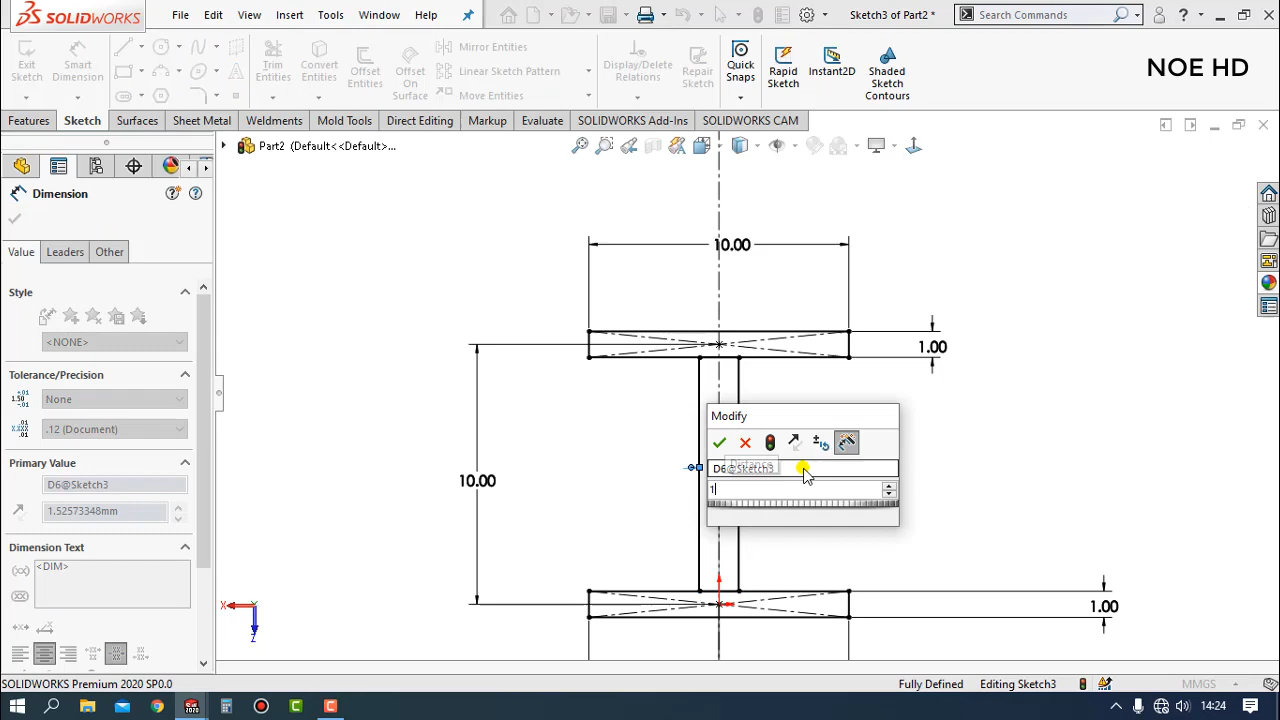 SOLIDWORKS
File
Edit
View
Insert
Tools
Window
Help
Sketch3 of Part2 *
Search Commands
Exit Sketch
Smart Dimension
Trim Entities
Convert Entities
Offset Entities
Offset On Surface
Mirror Entities
Linear Sketch Pattern
Move Entities
Display/Delete Relations
Repair Sketch
Quick Snaps
Rapid Sketch
Instant2D
Shaded Sketch Contours
NOE HD
Features
Sketch
Surfaces
Sheet Metal
Weldments
Mold Tools
Direct Editing
Markup
Evaluate
SOLIDWORKS Add-Ins
SOLIDWORKS CAM
Part2 (Default<<Default>...
Dimension
Value
Leaders
Other
Style
<NONE>
Tolerance/Precision
None
.12 (Document)
Primary Value
D6@Sketch3
1.52573348mm
Dimension Text
<DIM>
10.00
1.00
10.00
1.00
Modify
D6@Sketch3
Distance
1
X
Z
SOLIDWORKS Premium 2020 SP0.0
Fully Defined
Editing Sketch3
MMGS
14:24